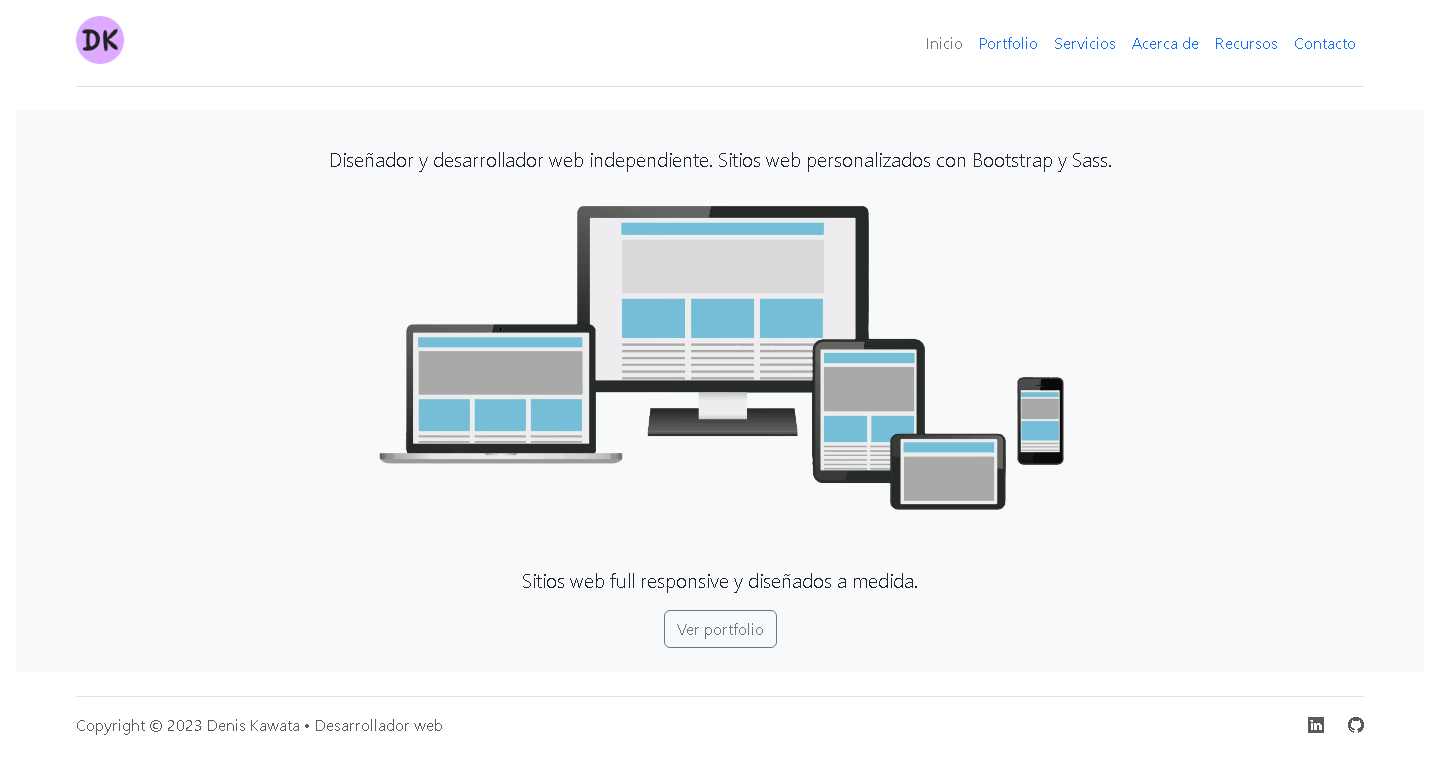 DK
Inicio Portfolio Servicios Acerca de Recursos Contacto
Diseñador y desarrollador web independiente. Sitios web personalizados con Bootstrap y Sass.
Sitios web full responsive y diseñados a medida.
Ver portfolio
Copyright © 2023 Denis Kawata • Desarrollador web
in